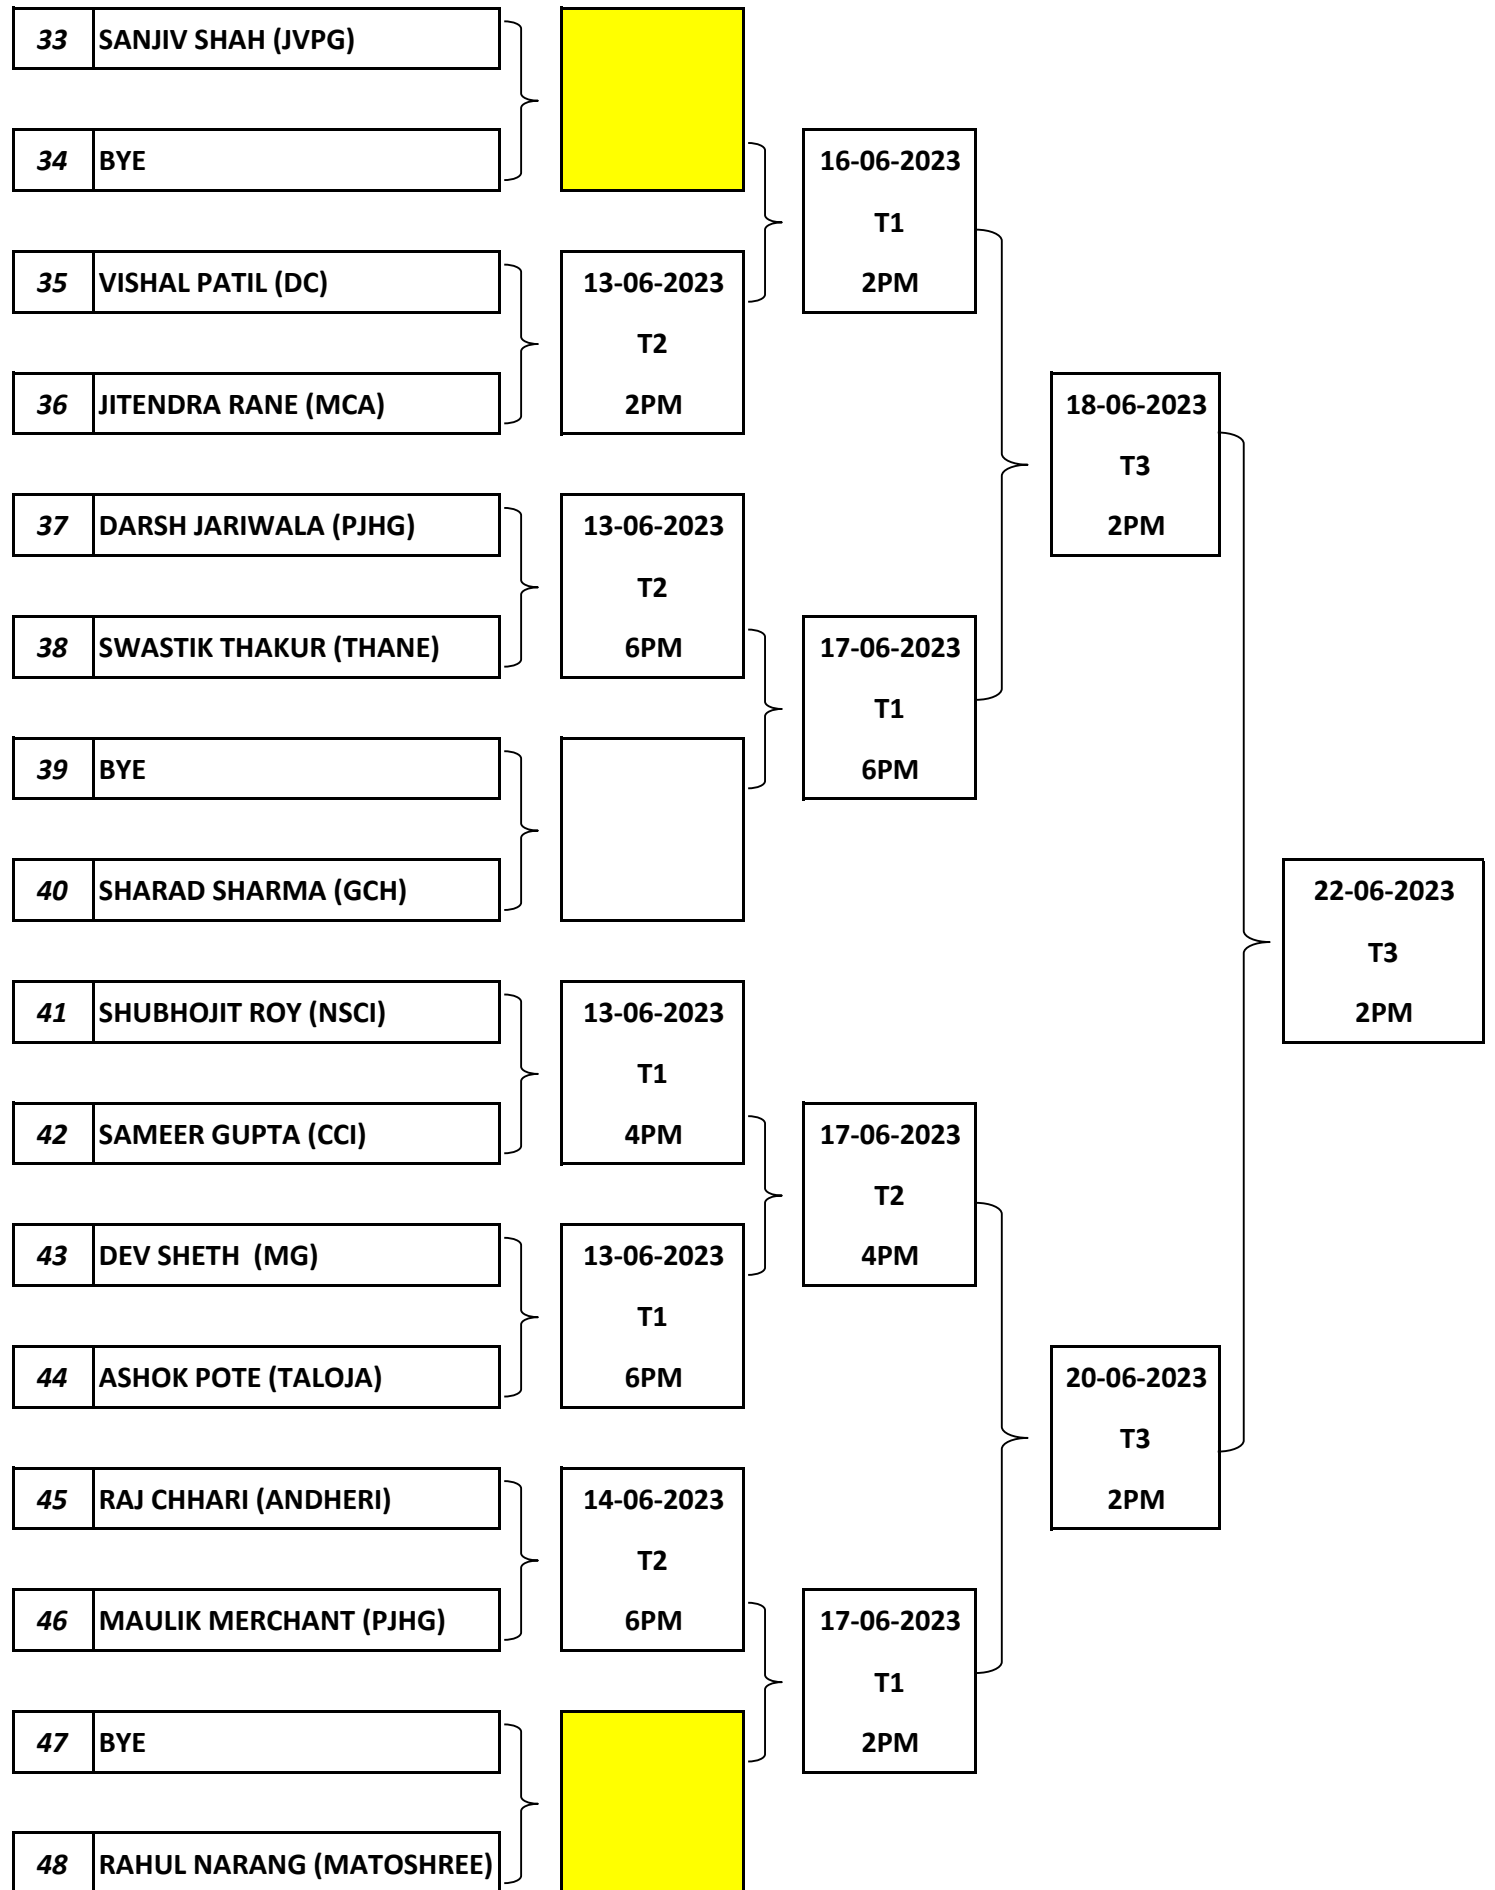 33 SANJIV SHAH (JVPG)
34 BYE
16-06-2023
T1
35 VISHAL PATIL (DC)
13-06-2023
2PM
T2
36 JITENDRA RANE (MCA)
2PM
18-06-2023
T3
37 DARSH JARIWALA (PJHG)
13-06-2023
2PM
T2
38 SWASTIK THAKUR (THANE)
6PM
17-06-2023
T1
39 BYE
6PM
40 SHARAD SHARMA (GCH)
22-06-2023
T3
41 SHUBHOJIT ROY (NSCI)
13-06-2023
2PM
T1
42 SAMEER GUPTA (CCI)
4PM
17-06-2023
T2
43 DEV SHETH  (MG)
13-06-2023
4PM
T1
44 ASHOK POTE (TALOJA)
6PM
20-06-2023
T3
45 RAJ CHHARI (ANDHERI)
14-06-2023
2PM
T2
46 MAULIK MERCHANT (PJHG)
6PM
17-06-2023
T1
47 BYE
2PM
48 RAHUL NARANG (MATOSHREE)